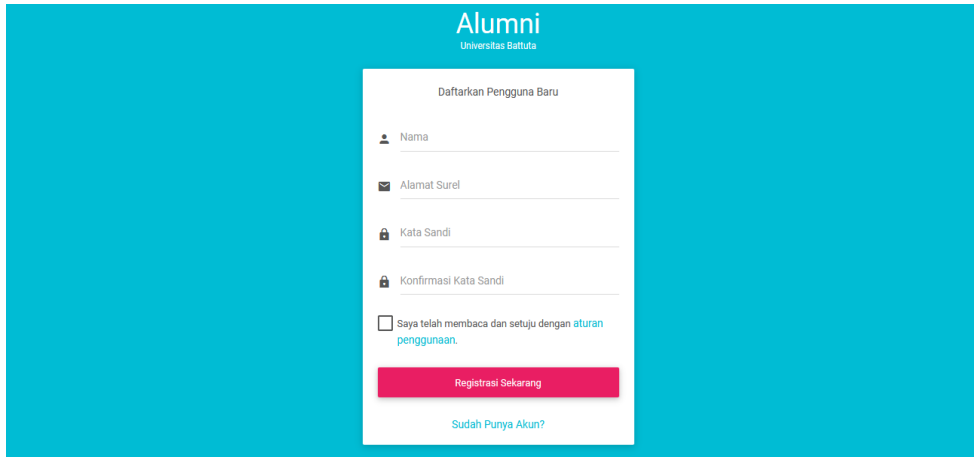 Alumni
Universitas Battuta
Daftarkan Pengguna Baru
Nama
Alamat Surel
Kata Sandi
Konfirmasi Kata Sandi
Saya telah membaca dan setuju dengan aturan
penggunaan.
Registrasi Sekarang
Sudah Punya Akun?